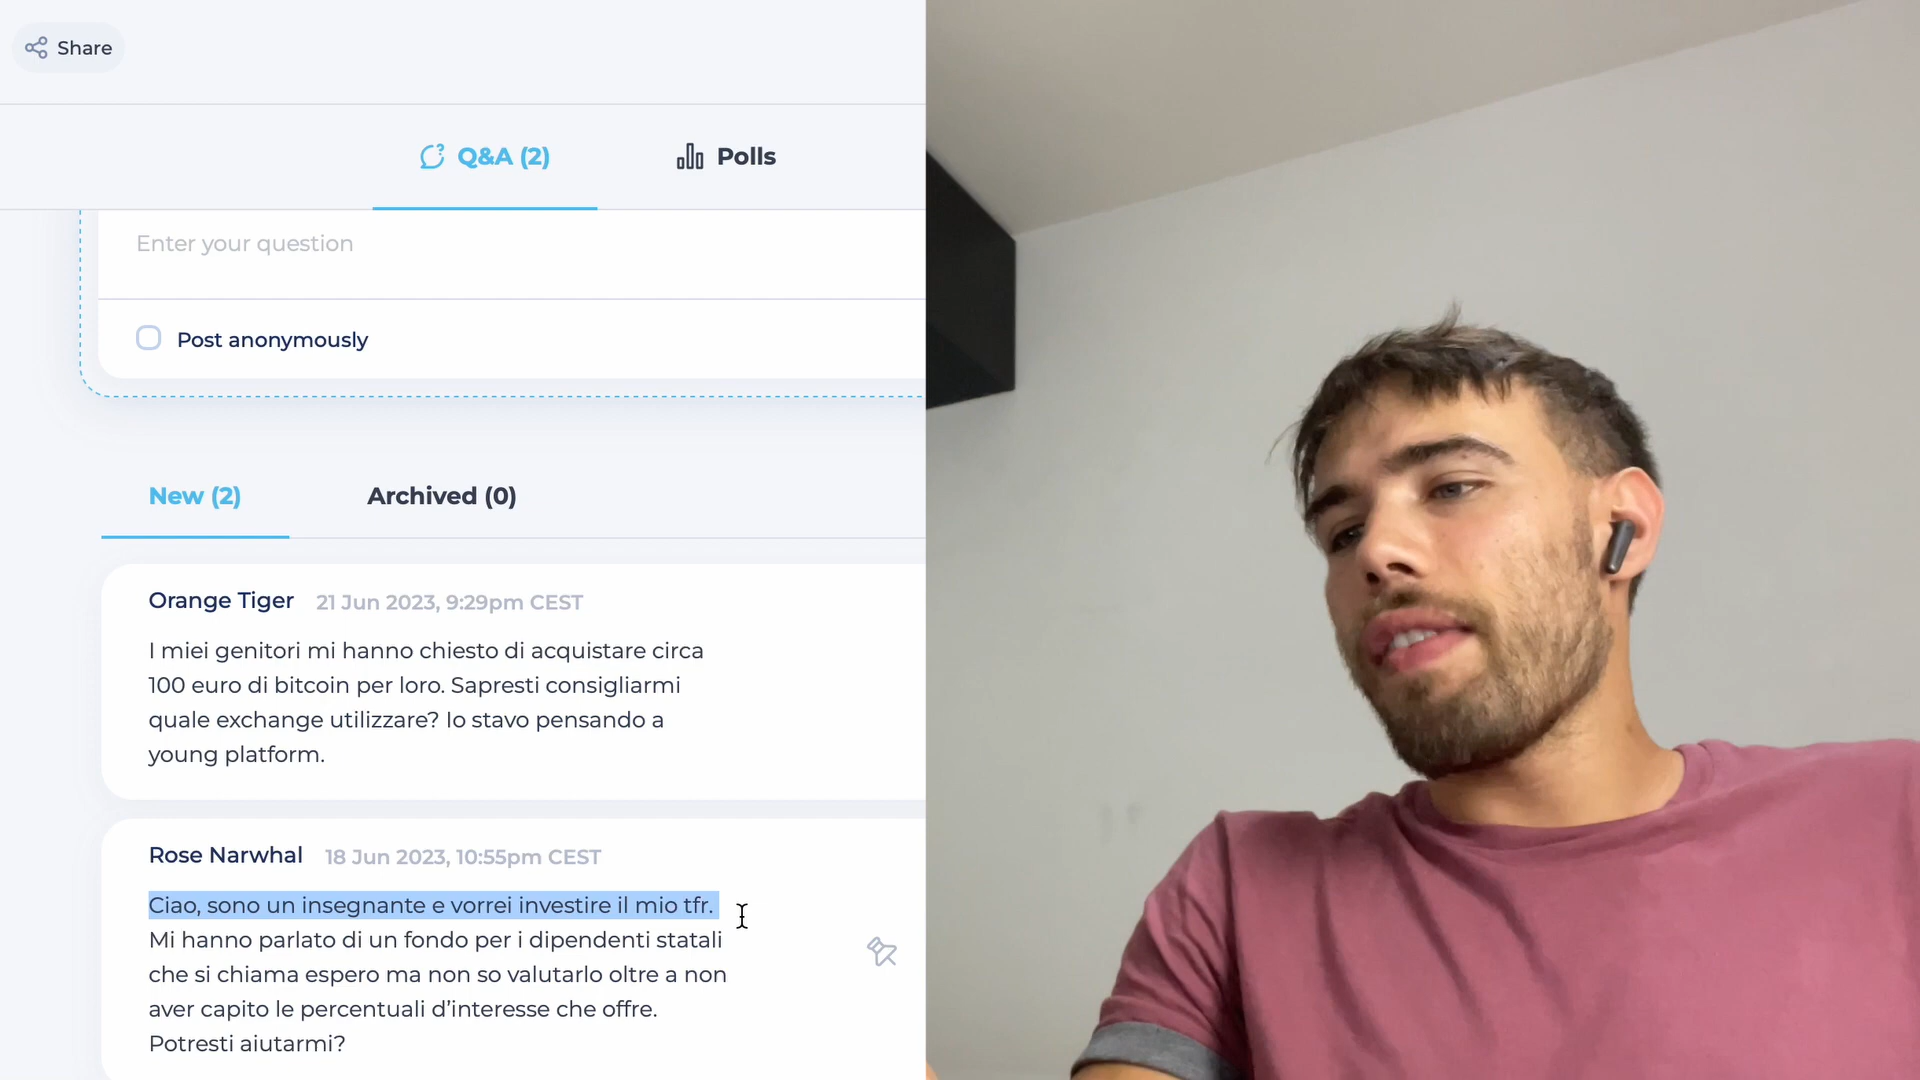 Share
Q&A (2)
Polls
Enter your question
Post anonymously
New (2)
Archived (0)
Orange Tiger 21 Jun 2023, 9:29pm CEST
I miei genitori mi hanno chiesto di acquistare circa
100 euro di bitcoin per loro. Sapresti consigliarmi
quale exchange utilizzare? Io stavo pensando a
young platform.
Rose Narwhal 18 Jun 2023, 10:55pm CEST
Ciao, sono un insegnante e vorrei investire il mio tfr.
Mi hanno parlato di un fondo per i dipendenti statali
che si chiama espero ma non so valutarlo oltre a non
aver capito le percentuali d’interesse che offre.
Potresti aiutarmi?